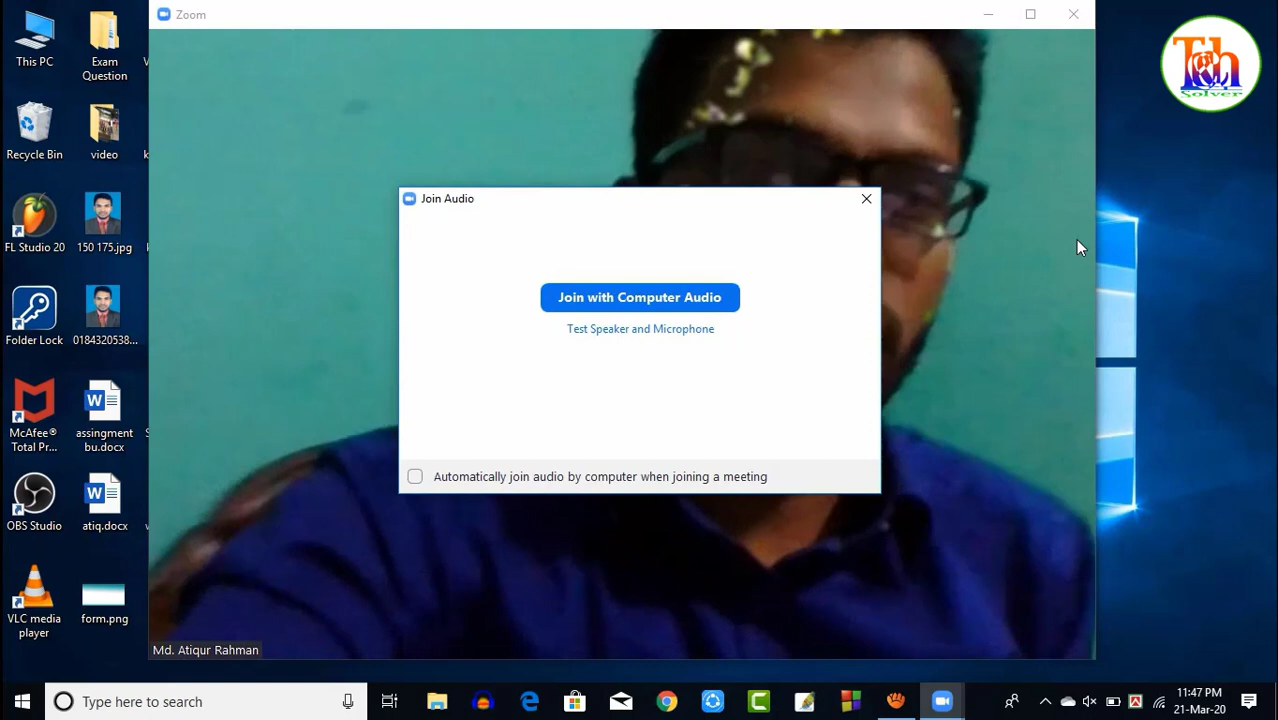 Zoom
This PC
Exam
Question
Recycle Bin
video
FL Studio 20
150 175.jpg
Folder Lock
0184320538...
McAfee®
Total Pr...
assingment
bu.docx
OBS Studio
atiq.docx
VLC media
player
form.png
Join Audio
Join with Computer Audio
Test Speaker and Microphone
Automatically join audio by computer when joining a meeting
Md. Atiqur Rahman
Solver
Type here to search
11:47 PM
21-Mar-20